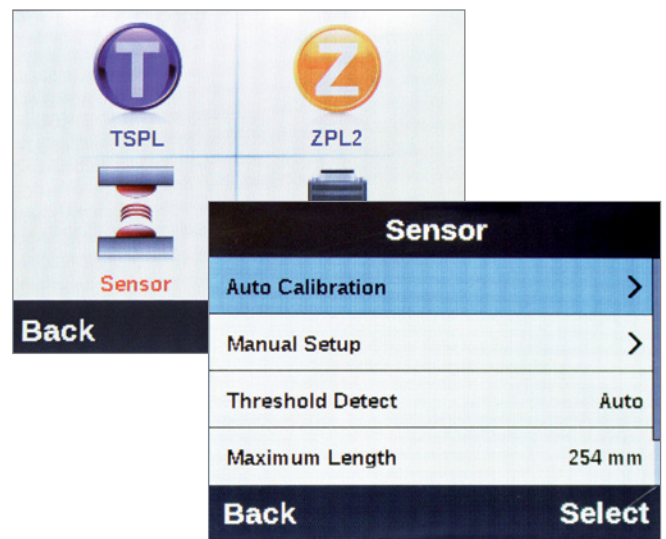 T Z
TSPL ZPL2
Sensor
Back
Sensor
Auto Calibration >
Manual Setup >
Threshold Detect Auto
Maximum Length 254 mm
Back Select